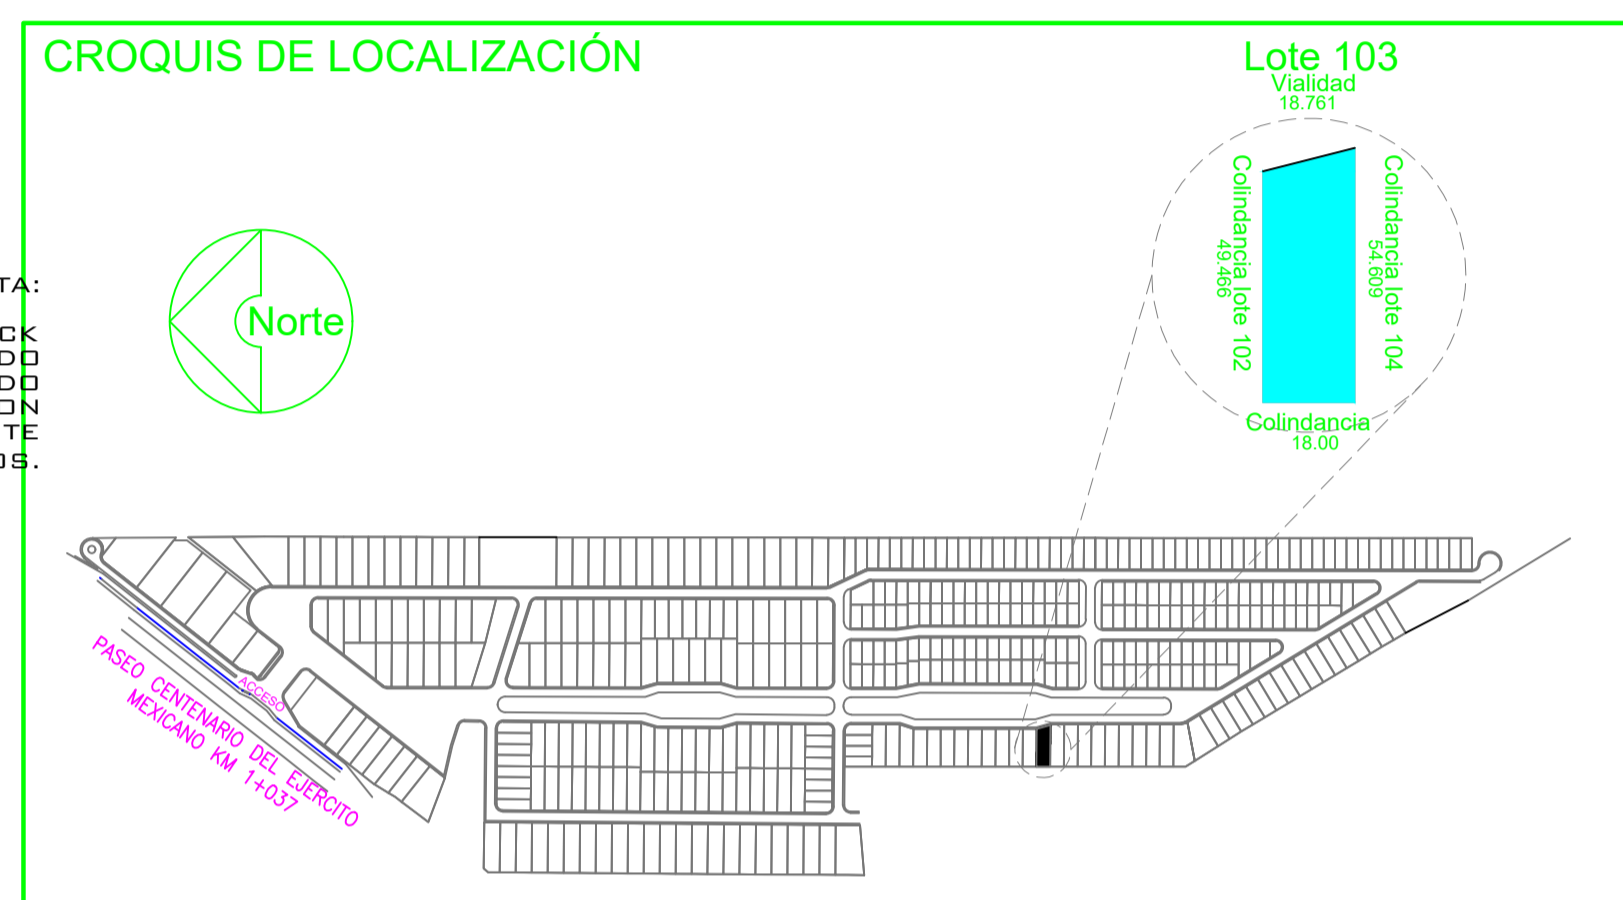 CROQUIS DE LOCALIZACIÓN
Lote 103
Vialidad
18.761
Colindancia lote 102
49.466
Colindancia lote 104
54.609
Colindancia
18.00
Norte
TA:
CK
DO
DO
ON
TE
OS.
ACCESO
PASEO CENTENARIO DEL EJERCITO
MEXICANO KM 1+037